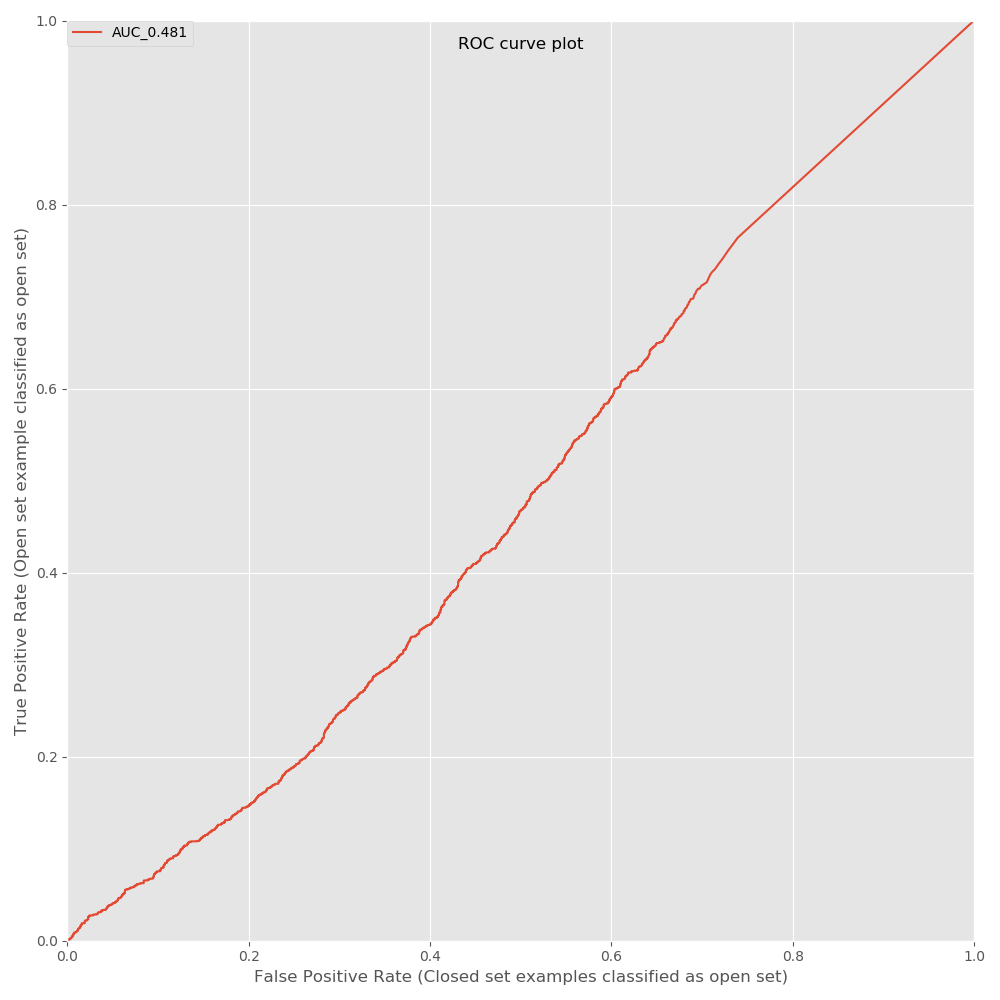 AUC_0.481
ROC curve plot
1.0
0.8
0.6
0.4
0.2
0.0
True Positive Rate (Open set example classified as open set)
0.0 0.2 0.4 0.6 0.8 1.0
False Positive Rate (Closed set examples classified as open set)